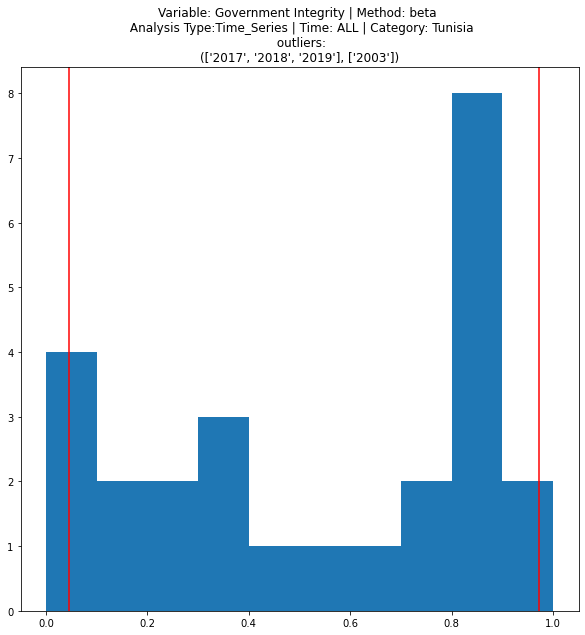 Variable: Government Integrity | Method: beta
Analysis Type:Time_Series | Time: ALL | Category: Tunisia
outliers:
(['2017', '2018', '2019'], ['2003'])
8
7
6
5
4
3
2
1
0
0.0 0.2 0.4 0.6 0.8 1.0